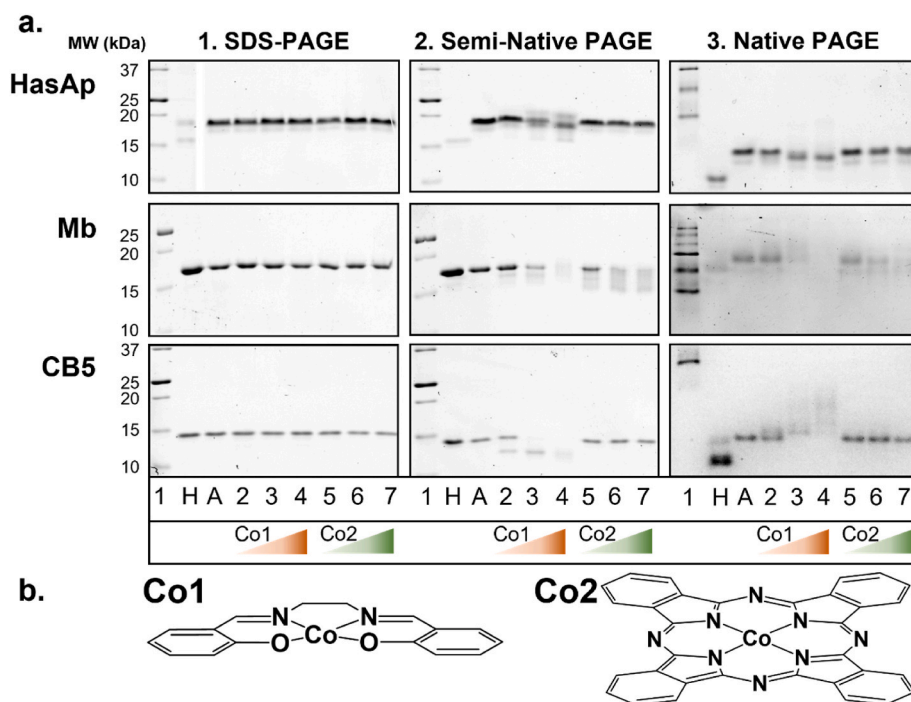 a.
MW (kDa)
1. SDS-PAGE
2. Semi-Native PAGE
3. Native PAGE
HasAp
37
25
20
15
10
Mb
25
20
15
10
CB5
37
25
20
15
10
1 H A 2 3 4 5 6 7
1 H A 2 3 4 5 6 7
1 H A 2 3 4 5 6 7
Co1 Co2
Co1 Co2
Co1 Co2
b.
Co1
N N
O Co O
Co2
N N N
N Co N
N N N